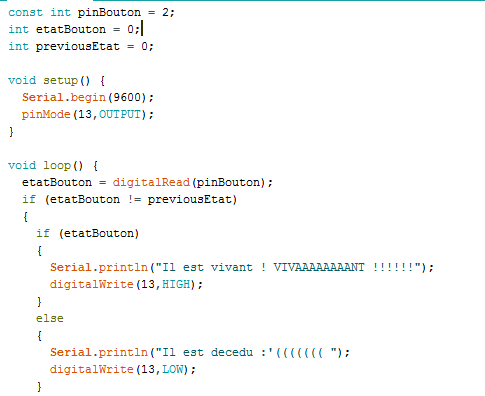 const int pinBouton = 2;
int etatBouton = 0;
int previousEtat = 0;
void setup() {
Serial.begin(9600);
pinMode(13,OUTPUT);
}
void loop() {
etatBouton = digitalRead(pinBouton);
if (etatBouton != previousEtat)
{
if (etatBouton)
{
Serial.println("Il est vivant ! VIVAAAAAAAANT !!!!!!");
digitalWrite(13,HIGH);
}
else
{
Serial.println("Il est decedu :'((((((( ");
digitalWrite(13,LOW);
}